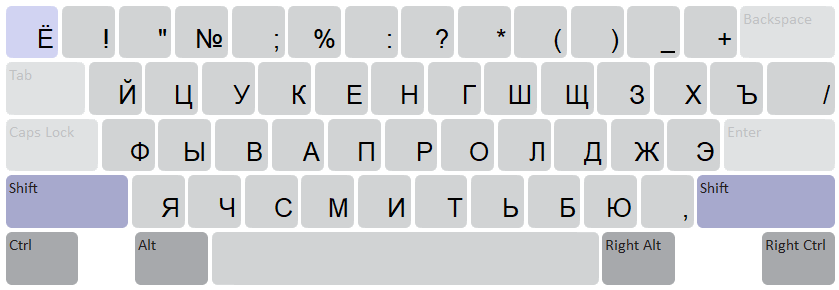 Ё ! " № ; % : ? * ( ) _ + Backspace
Tab Й Ц У К Е Н Г Ш Щ З Х Ъ /
Caps Lock Ф Ы В А П Р О Л Д Ж Э Enter
Shift Я Ч С М И Т Ь Б Ю , Shift
Ctrl Alt Right Alt Right Ctrl